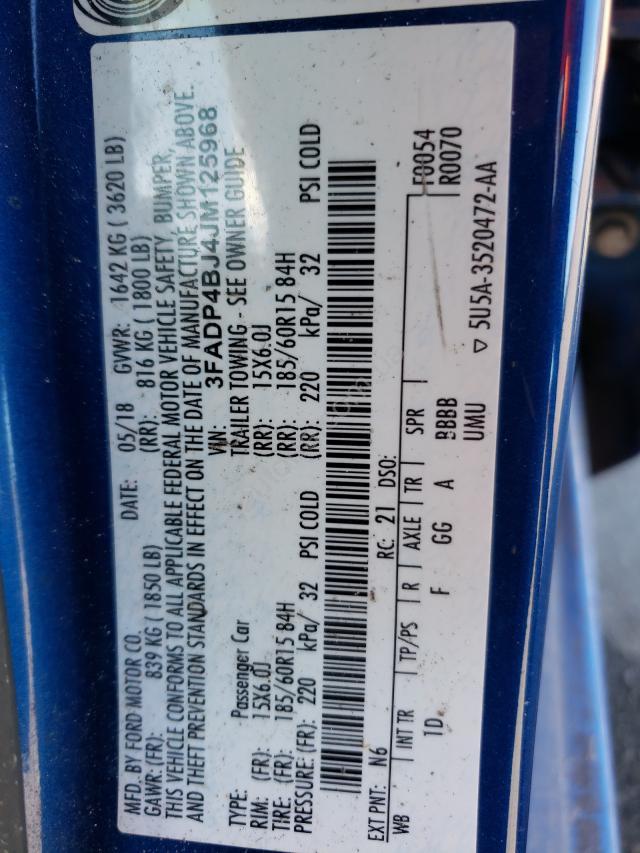 MFD. BY FORD MOTOR CO. DATE: 05/18 GVWR: 1642 KG ( 3620 LB)
GAWR: (FR): 839 KG ( 1850 LB) (RR): 816 KG ( 1800 LB)
THIS VEHICLE CONFORMS TO ALL APPLICABLE FEDERAL MOTOR VEHICLE SAFETY, BUMPER,
AND THEFT PREVENTION STANDARDS IN EFFECT ON THE DATE OF MANUFACTURE SHOWN ABOVE.
VIN: 3FADP4BJ4JM125968
TYPE: Passenger Car TRAILER TOWING - SEE OWNER GUIDE
RIM: (FR): 15X6.0J (RR): 15X6.0J
TIRE: (FR): 185/60R15 84H (RR): 185/60R15 84H
PRESSURE: (FR): 220 kPa/ 32 PSI COLD (RR): 220 kPa/ 32 PSI COLD
EXT PNT: N6 RC: 21 DSO: F0054
WB INT TR TP/PS R AXLE TR SPR R0070
1D F GG A BBBB
UMU ▽ 5U5A-3520472-AA